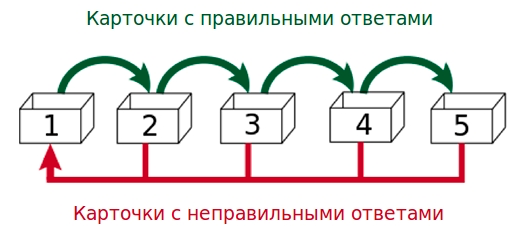 Карточки с правильными ответами
1 2 3 4 5
Карточки с неправильными ответами